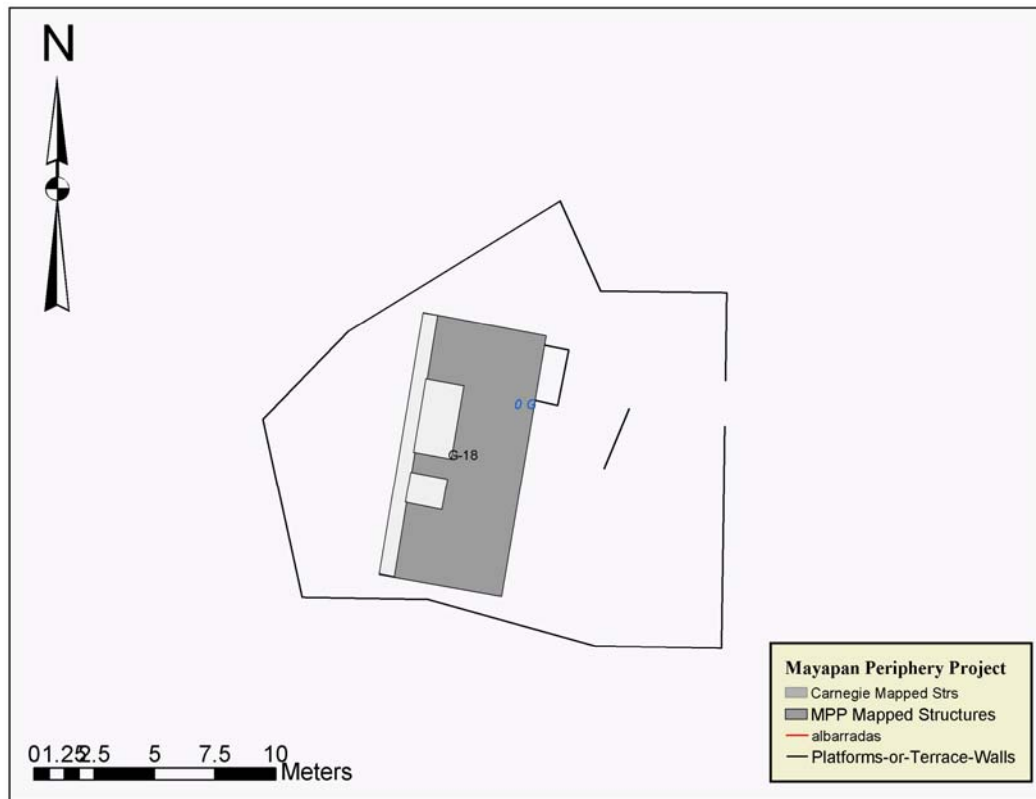 N
0 G
G-18
Mayapan Periphery Project
Carnegie Mapped Strs
MPP Mapped Structures
albarradas
Platforms-or-Terrace-Walls
01.252.5 5 7.5 10
Meters